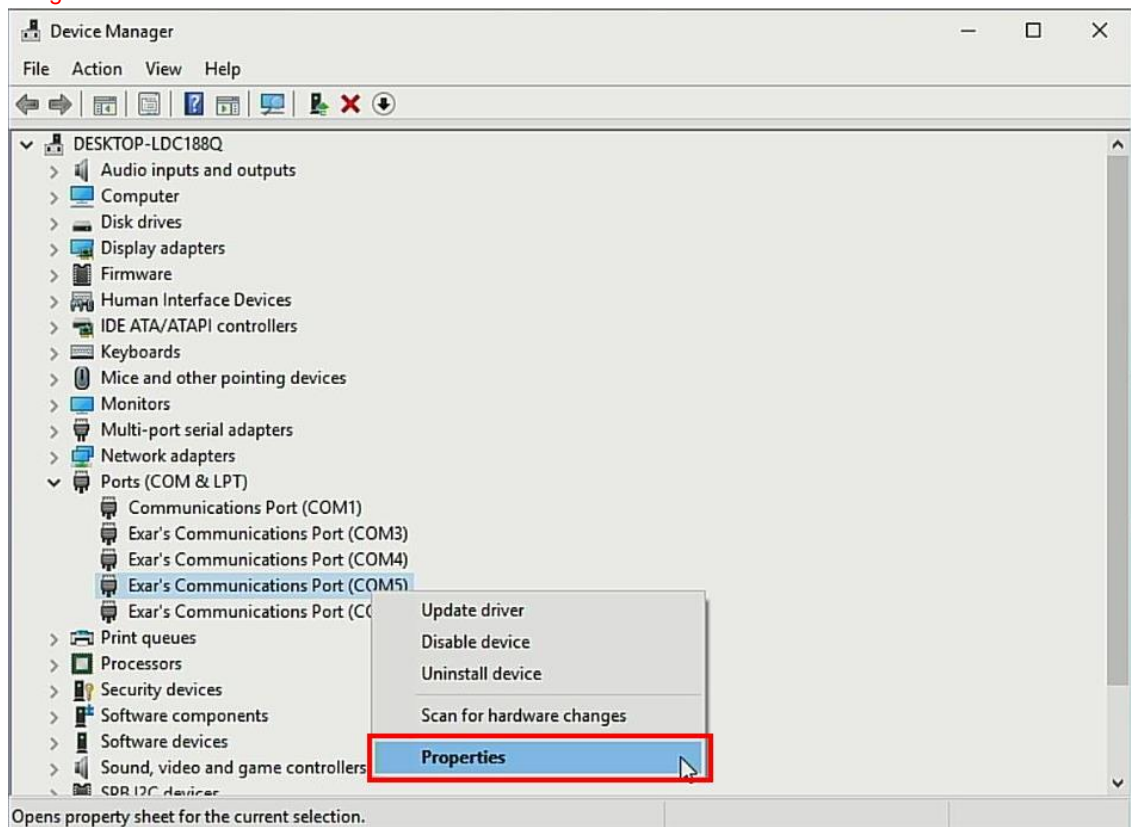 Device Manager
File Action View Help
DESKTOP-LDC188Q
Audio inputs and outputs
Computer
Disk drives
Display adapters
Firmware
Human Interface Devices
IDE ATA/ATAPI controllers
Keyboards
Mice and other pointing devices
Monitors
Multi-port serial adapters
Network adapters
Ports (COM & LPT)
Communications Port (COM1)
Exar's Communications Port (COM3)
Exar's Communications Port (COM4)
Exar's Communications Port (COM5)
Exar's Communications Port (CO
Print queues
Processors
Security devices
Software components
Software devices
Sound, video and game controllers
SPB I2C devices
Update driver
Disable device
Uninstall device
Scan for hardware changes
Properties
Opens property sheet for the current selection.